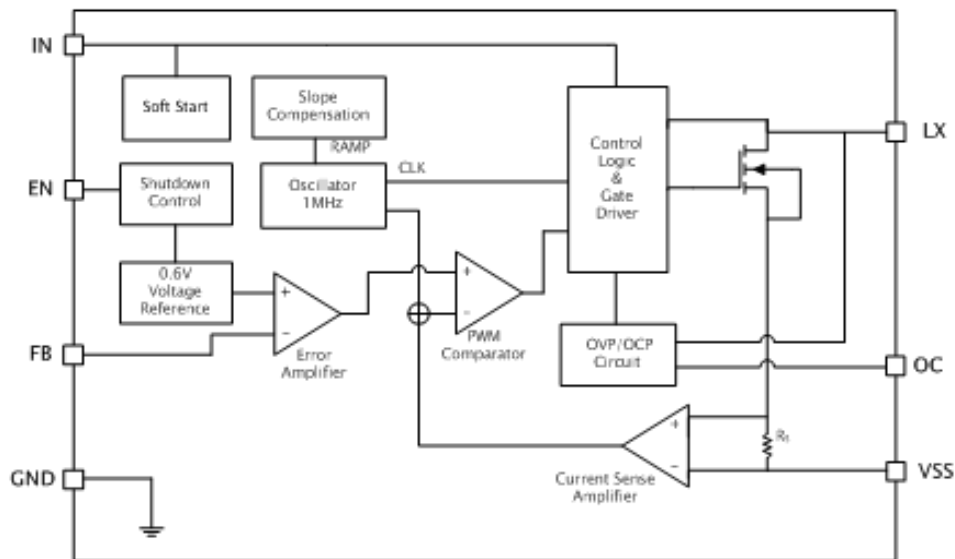 IN
Soft Start
Slope
Compensation
RAMP
EN
Shutdown
Control
Oscillator
1MHz
CLK
Control
Logic
&
Gate
Driver
LX
0.6V
Voltage
Reference
+
−
Error
Amplifier
+
−
PWM
Comparator
FB
OVP/OCP
Circuit
OC
GND
+
−
Current Sense
Amplifier
Rs
VSS